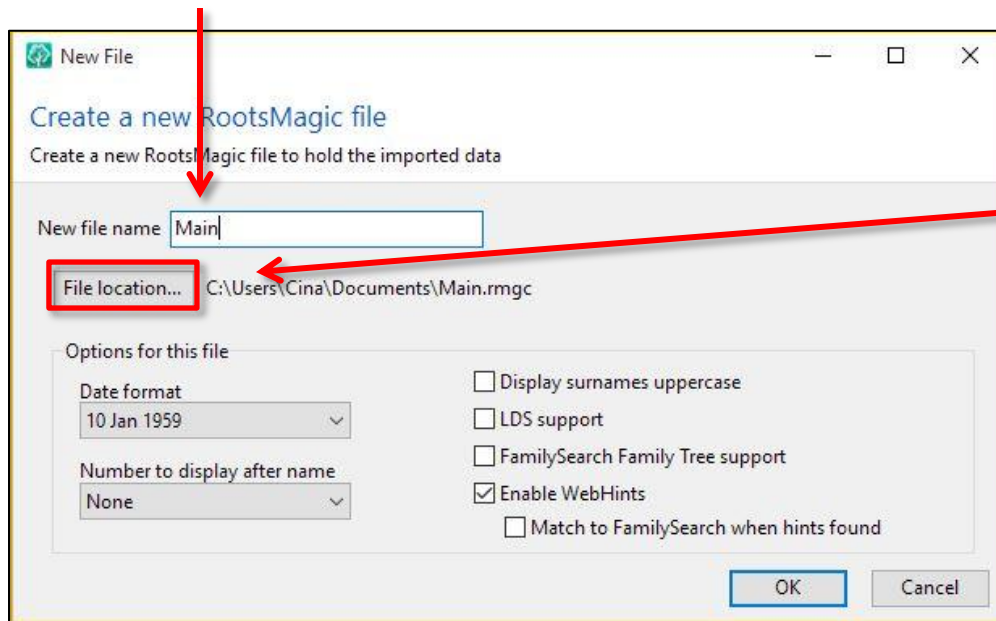 New File
Create a new RootsMagic file
Create a new RootsMagic file to hold the imported data
New file name Main
File location... C:\Users\Cina\Documents\Main.rmgc
Options for this file
Date format
10 Jan 1959
Number to display after name
None
Display surnames uppercase
LDS support
FamilySearch Family Tree support
Enable WebHints
Match to FamilySearch when hints found
OK Cancel